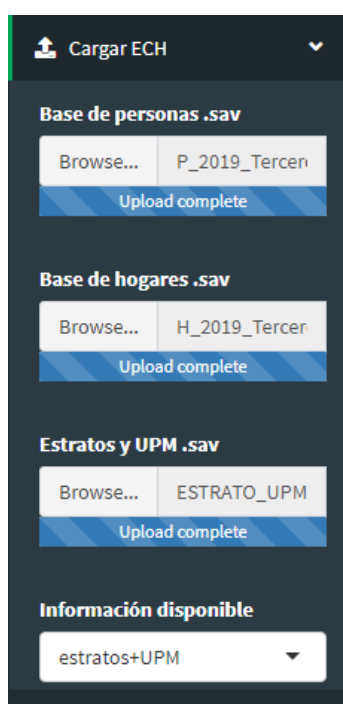 Cargar ECH
Base de personas .sav
Browse... P_2019_Tercer
Upload complete
Base de hogares .sav
Browse... H_2019_Tercer
Upload complete
Estratos y UPM .sav
Browse... ESTRATO_UPM
Upload complete
Información disponible
estratos+UPM